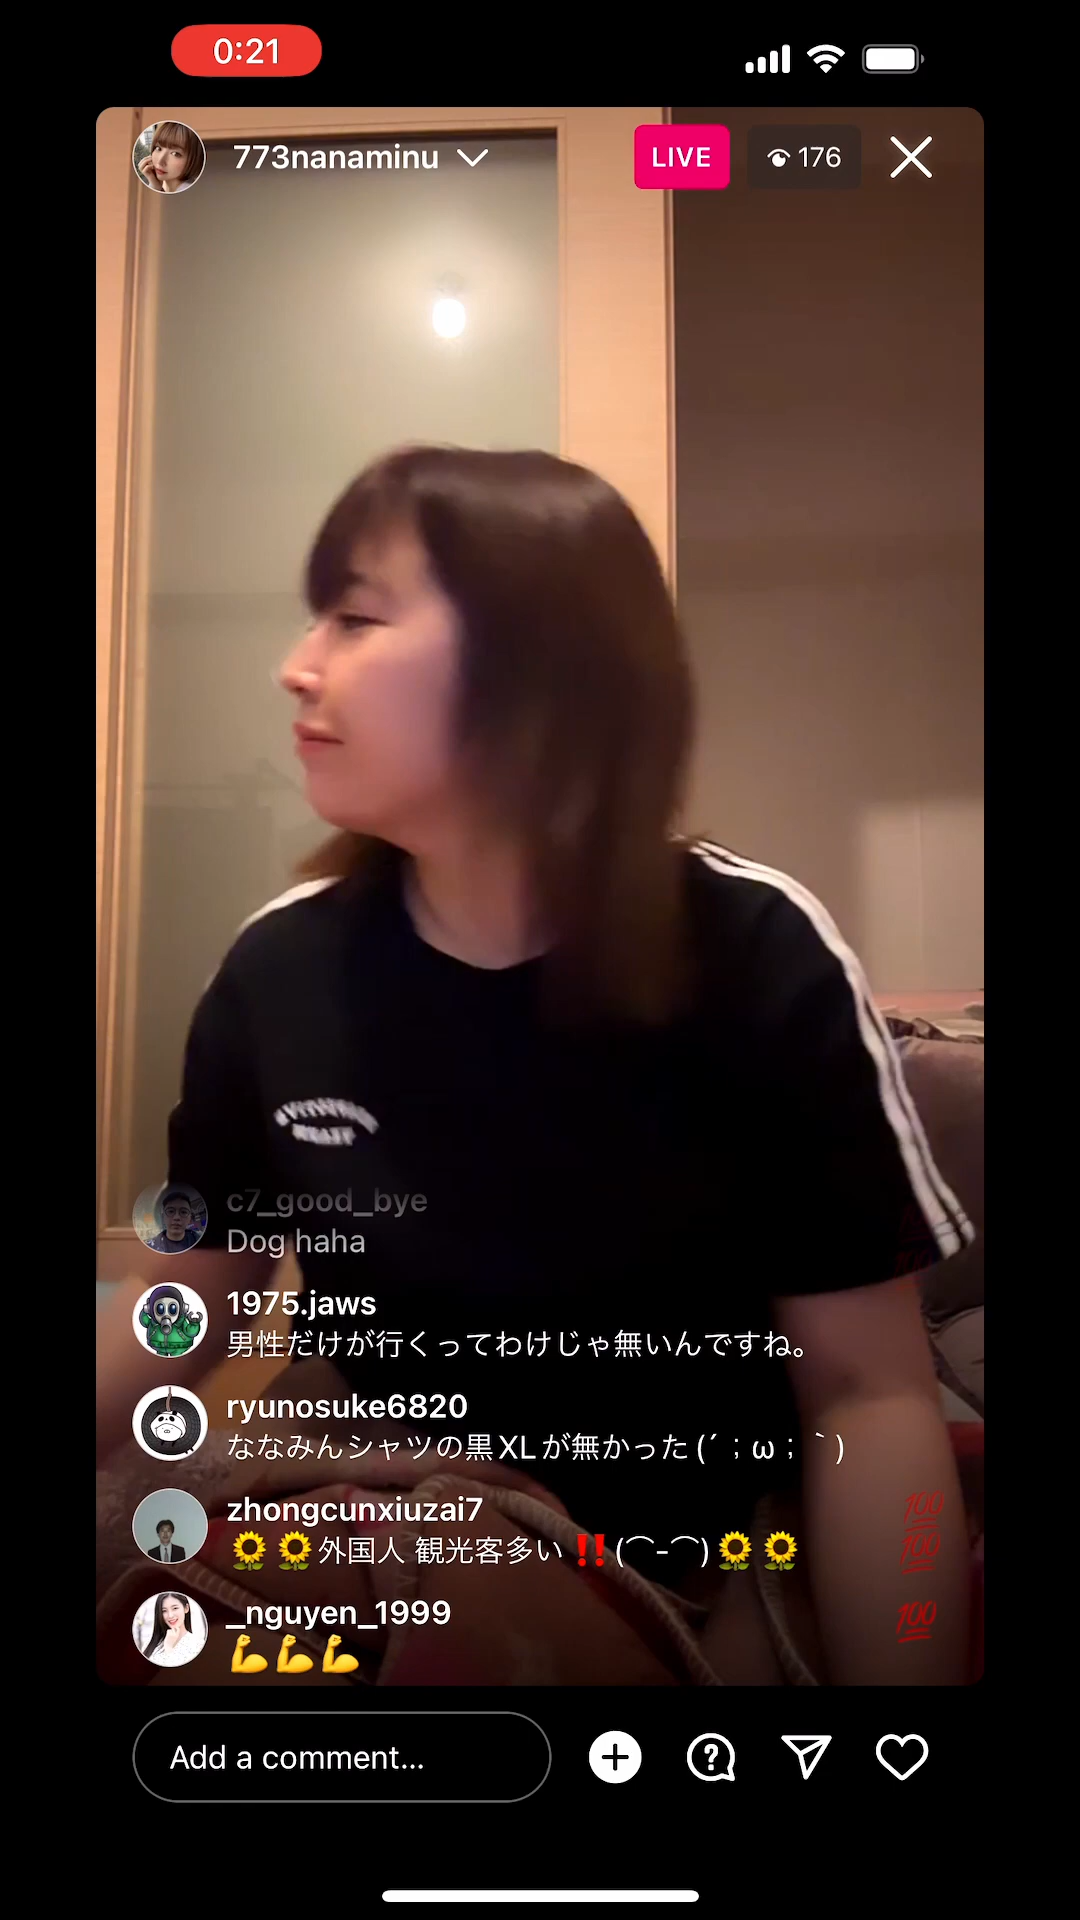 0:21
773nanaminu
LIVE
176
c7_good_bye
Dog haha
1975.jaws
男性だけが行くってわけじゃ無いんですね。
ryunosuke6820
ななみんシャツの黒XLが無かった (´；ω；｀)
zhongcunxiuzai7
🌻🌻外国人 観光客多い‼️(⌒-⌒)🌻🌻
_nguyen_1999
💪💪💪
💯
💯
💯
Add a comment...